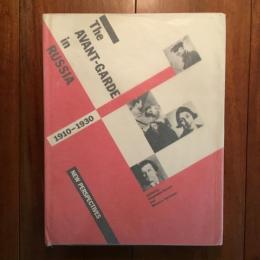 The
AVANT-GARDE
in
RUSSIA
1910–1930
NEW PERSPECTIVES